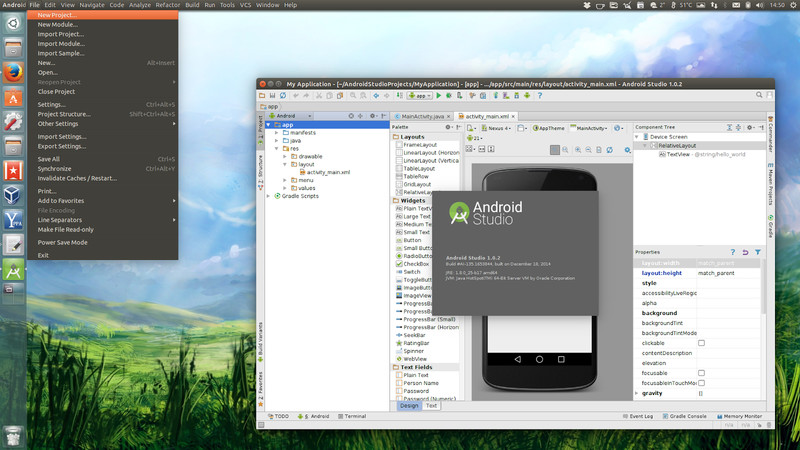 Android
File Edit View Navigate Code Analyze Refactor Build Run Tools VCS Window Help
2° 51°C 14:50
New Project...
New Module...
Import Project...
Import Module...
Import Sample...
New... Alt+Insert
Open...
Reopen Project
Close Project
Settings... Ctrl+Alt+S
Project Structure... Shift+Ctrl+Alt+S
Other Settings
Import Settings...
Export Settings...
Save All Ctrl+S
Synchronize Ctrl+Alt+Y
Invalidate Caches / Restart...
Print...
Add to Favorites
File Encoding
Line Separators
Make File Read-only
Power Save Mode
Exit
My Application - [~/AndroidStudioProjects/MyApplication] - [app] - .../app/src/main/res/layout/activity_main.xml - Android Studio 1.0.2
app
app
Android
MainActivity.java
activity_main.xml
1: Project
Structure
Build Variants
Favorites
app
manifests
java
res
drawable
layout
activity_main.xml
menu
values
Gradle Scripts
Palette
Layouts
FrameLayout
LinearLayout (Horizon
LinearLayout (Vertica
TableLayout
TableRow
GridLayout
RelativeLayout
Widgets
Plain TextV
Large Text
Medium Text
Small Text
Button
Small Button
RadioButton
CheckBox
Switch
ToggleButton
ImageButton
ImageView
ProgressBar
ProgressBar
ProgressBar (Small)
ProgressBar (Horizon
SeekBar
RatingBar
Spinner
WebView
Text Fields
Plain Text
Person Name
Password
Password (Numeric)
Design Text
Nexus 4 AppTheme MainActivity
Android
Studio
Android Studio 1.0.2
Build #AI-135.1653844, built on December 18, 2014
JVM: Java HotSpot(TM) 64-Bit Server VM by Oracle Corporation
Component Tree
Device Screen
RelativeLayout
TextView - @string/hello_world
Properties
layout:width match_parent
layout:height match_parent
style
accessibilityLiveRegio
alpha
background
backgroundTint
backgroundTintMode
clickable
contentDescription
elevation
focusable
focusableInTouchMod
gravity []
Commander
Maven Projects
Gradle
TODO 6: Android Terminal
Event Log Gradle Console Memory Monitor
n/a n/a